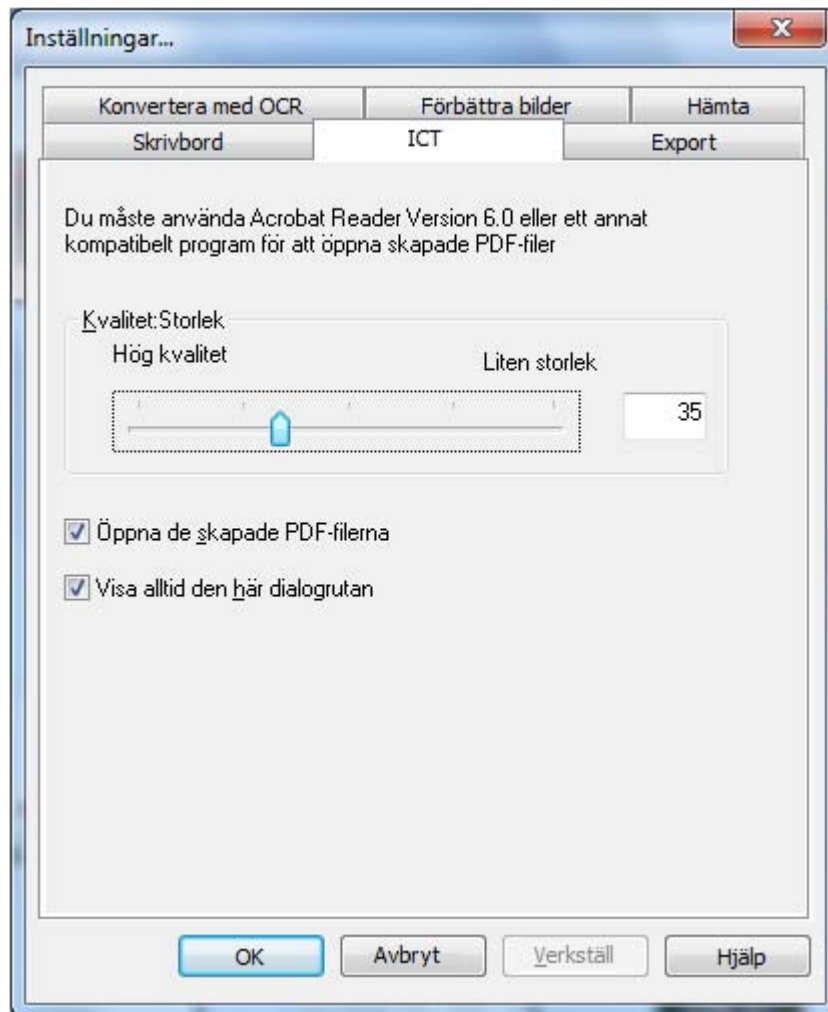 Inställningar...
Konvertera med OCR Förbättra bilder Hämta
Skrivbord ICT Export
Du måste använda Acrobat Reader Version 6.0 eller ett annat
kompatibelt program för att öppna skapade PDF-filer
Kvalitet:Storlek
Hög kvalitet Liten storlek
35
Öppna de skapade PDF-filerna
Visa alltid den här dialogrutan
OK Avbryt Verkställ Hjälp